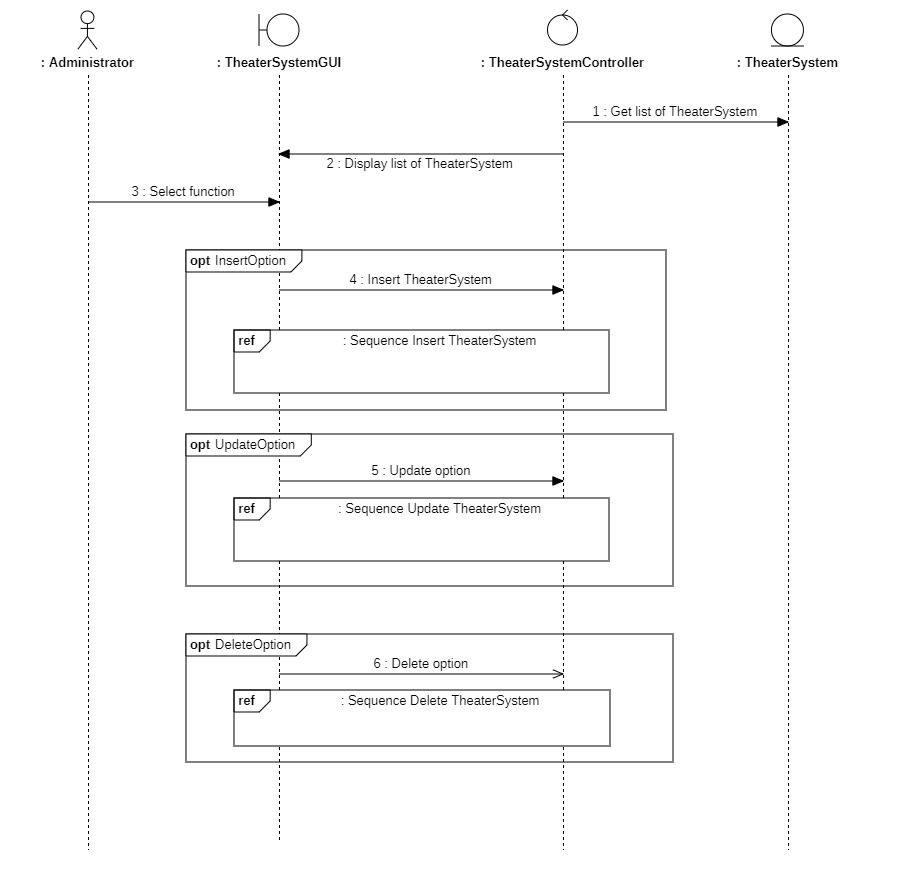 : Administrator
: TheaterSystemGUI
: TheaterSystemController
: TheaterSystem
1 : Get list of TheaterSystem
2 : Display list of TheaterSystem
3 : Select function
opt InsertOption
4 : Insert TheaterSystem
ref
: Sequence Insert TheaterSystem
opt UpdateOption
5 : Update option
ref
: Sequence Update TheaterSystem
opt DeleteOption
6 : Delete option
ref
: Sequence Delete TheaterSystem